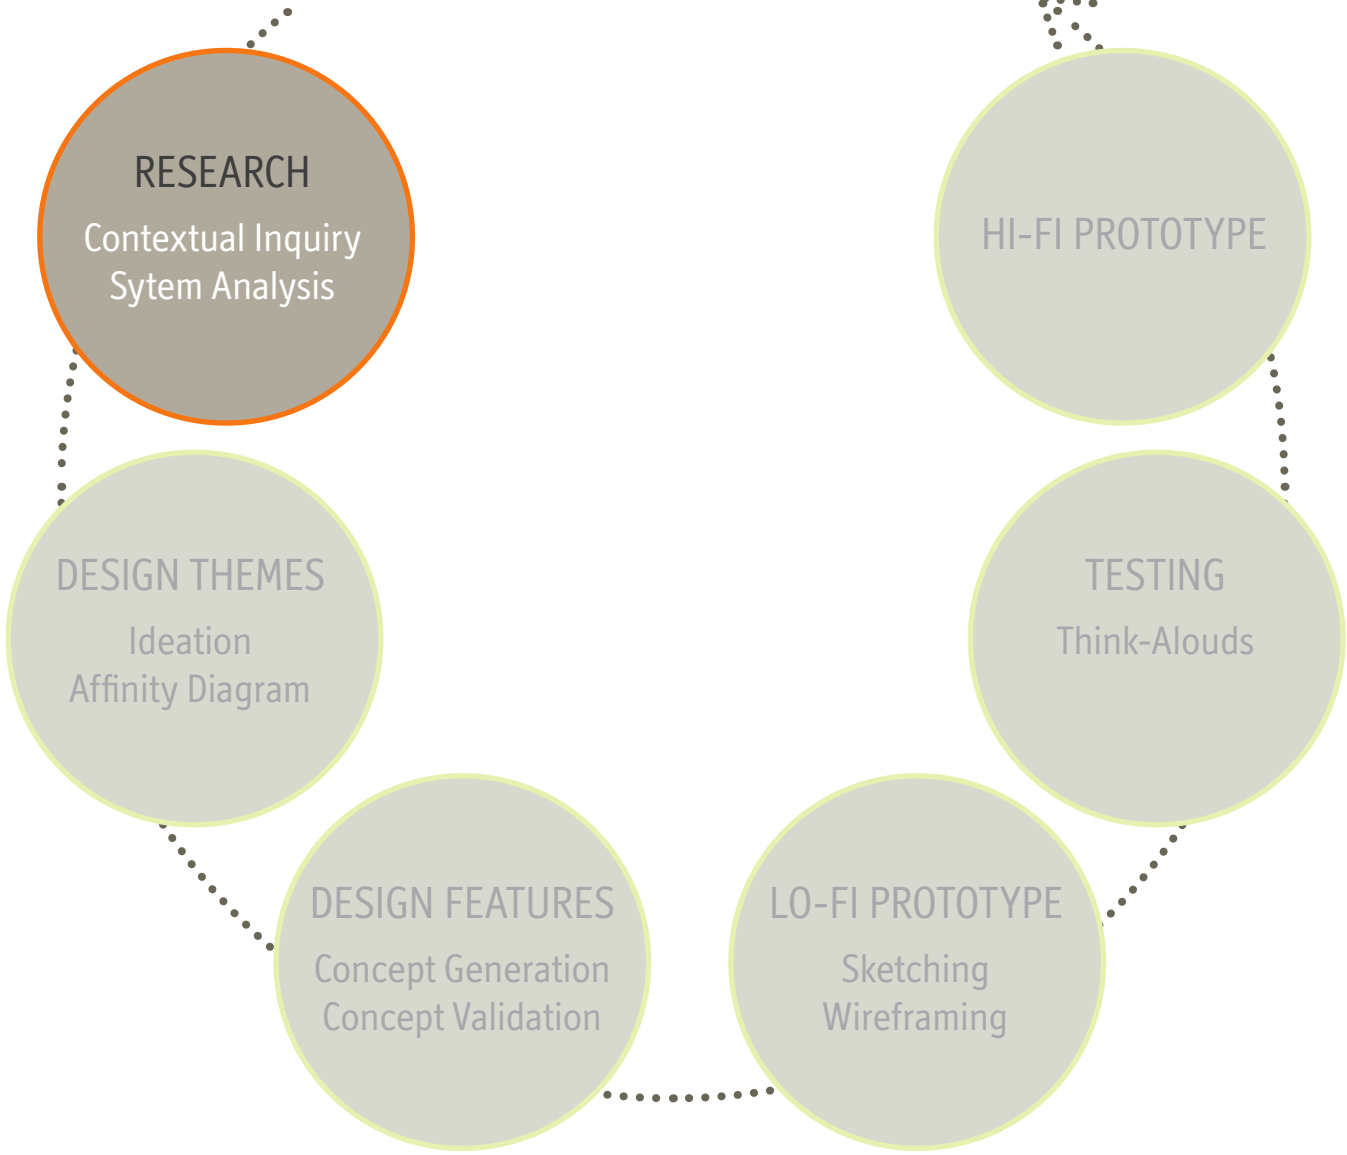 RESEARCH
Contextual Inquiry
Sytem Analysis
DESIGN THEMES
Ideation
Affinity Diagram
DESIGN FEATURES
Concept Generation
Concept Validation
LO-FI PROTOTYPE
Sketching
Wireframing
TESTING
Think-Alouds
HI-FI PROTOTYPE